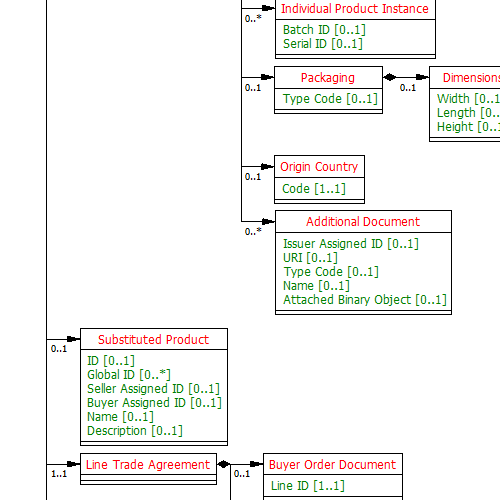 Individual Product Instance
0..*
Batch ID [0..1]
Serial ID [0..1]
Packaging
Dimensions
0..1
0..1
Type Code [0..1]
Width [0..1
Length [0..
Height [0..1
Origin Country
0..1
Code [1..1]
Additional Document
0..*
Issuer Assigned ID [0..1]
URI [0..1]
Type Code [0..1]
Name [0..1]
Attached Binary Object [0..1]
Substituted Product
0..1
ID [0..1]
Global ID [0..*]
Seller Assigned ID [0..1]
Buyer Assigned ID [0..1]
Name [0..1]
Description [0..1]
Line Trade Agreement
Buyer Order Document
1..1
0..1
Line ID [1..1]